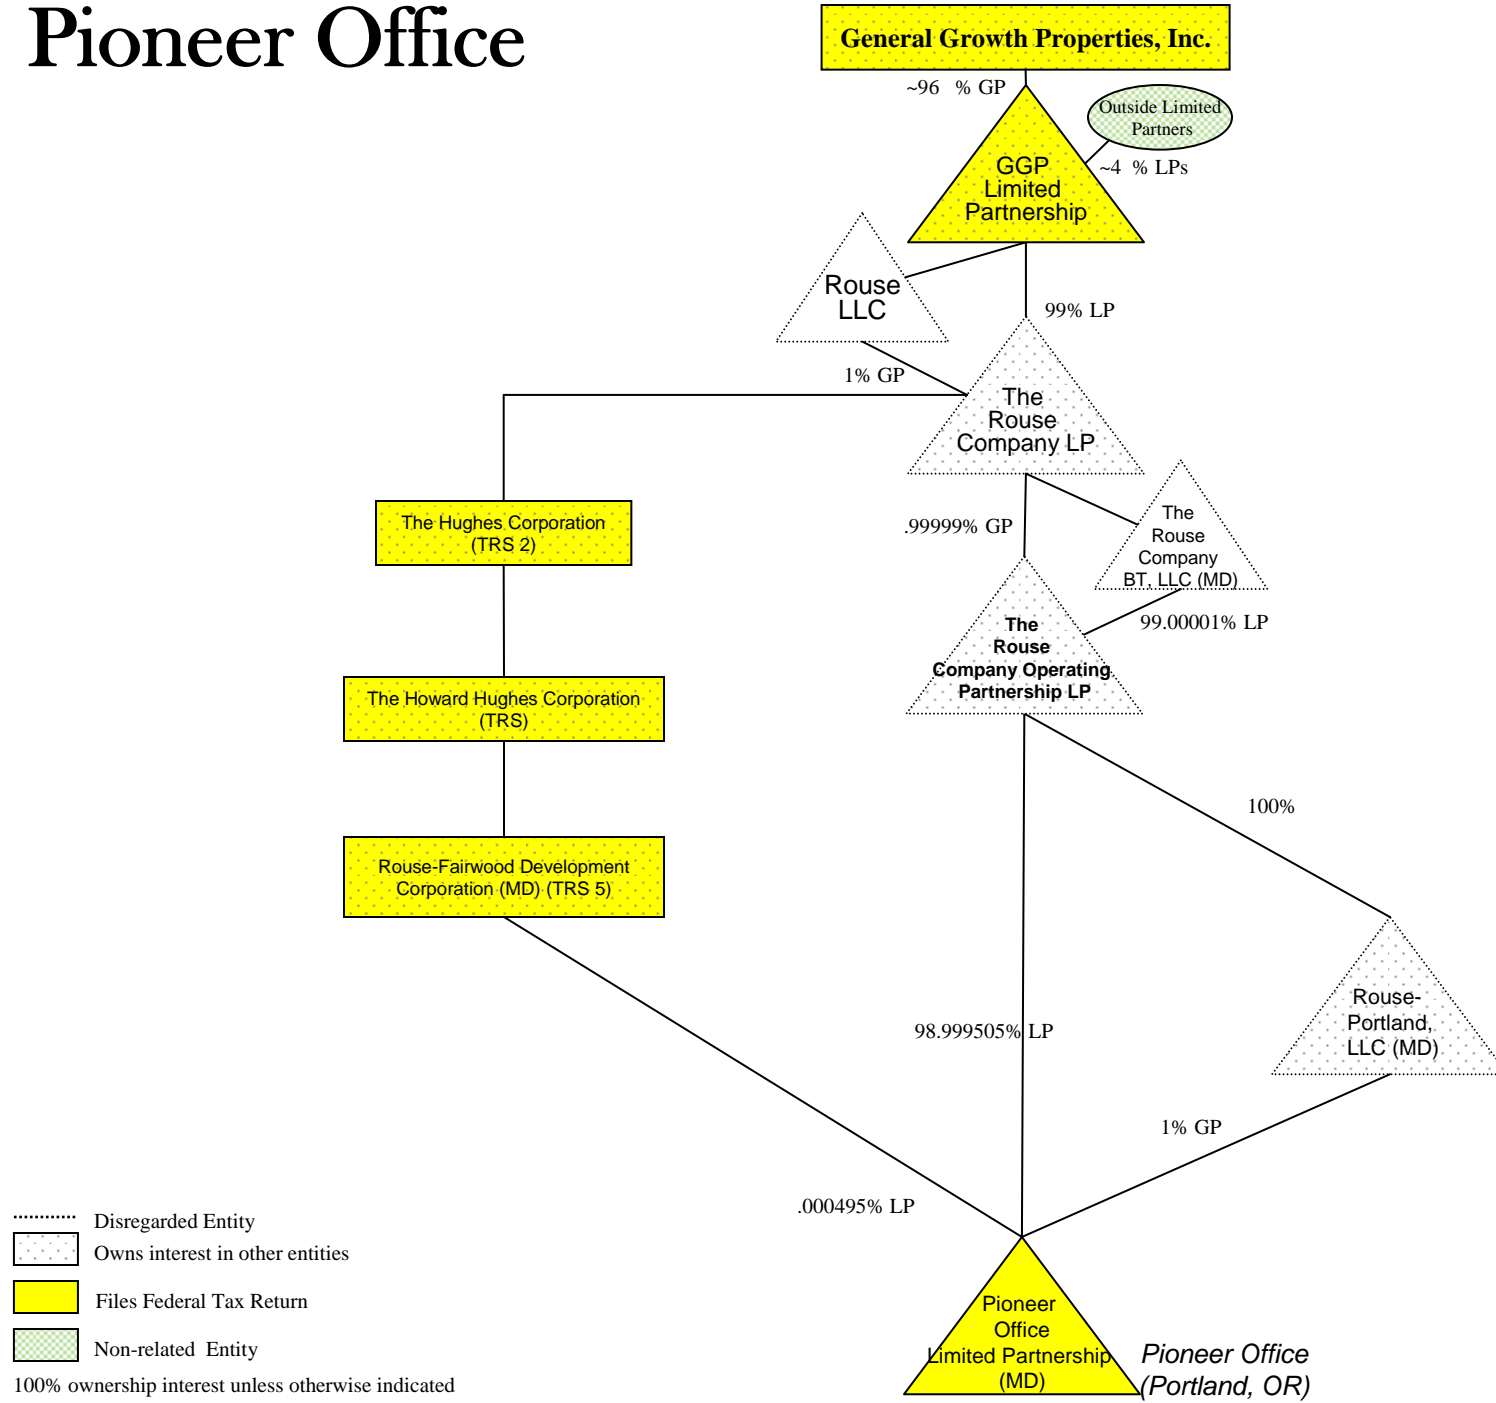 Pioneer Office
General Growth Properties, Inc.
~96 % GP
Outside Limited
Partners
~4 % LPs
GGP
Limited
Partnership
Rouse
LLC
99% LP
1% GP
The
Rouse
Company LP
The Hughes Corporation
(TRS 2)
.99999% GP
The
Rouse
Company
BT, LLC (MD)
99.00001% LP
The
Rouse
Company Operating
Partnership LP
The Howard Hughes Corporation
(TRS)
100%
Rouse-Fairwood Development
Corporation (MD) (TRS 5)
Rouse-
Portland,
LLC (MD)
98.999505% LP
1% GP
.000495% LP
Disregarded Entity
Owns interest in other entities
Files Federal Tax Return
Non-related Entity
100% ownership interest unless otherwise indicated
Pioneer
Office
Limited Partnership
(MD)
Pioneer Office
(Portland, OR)